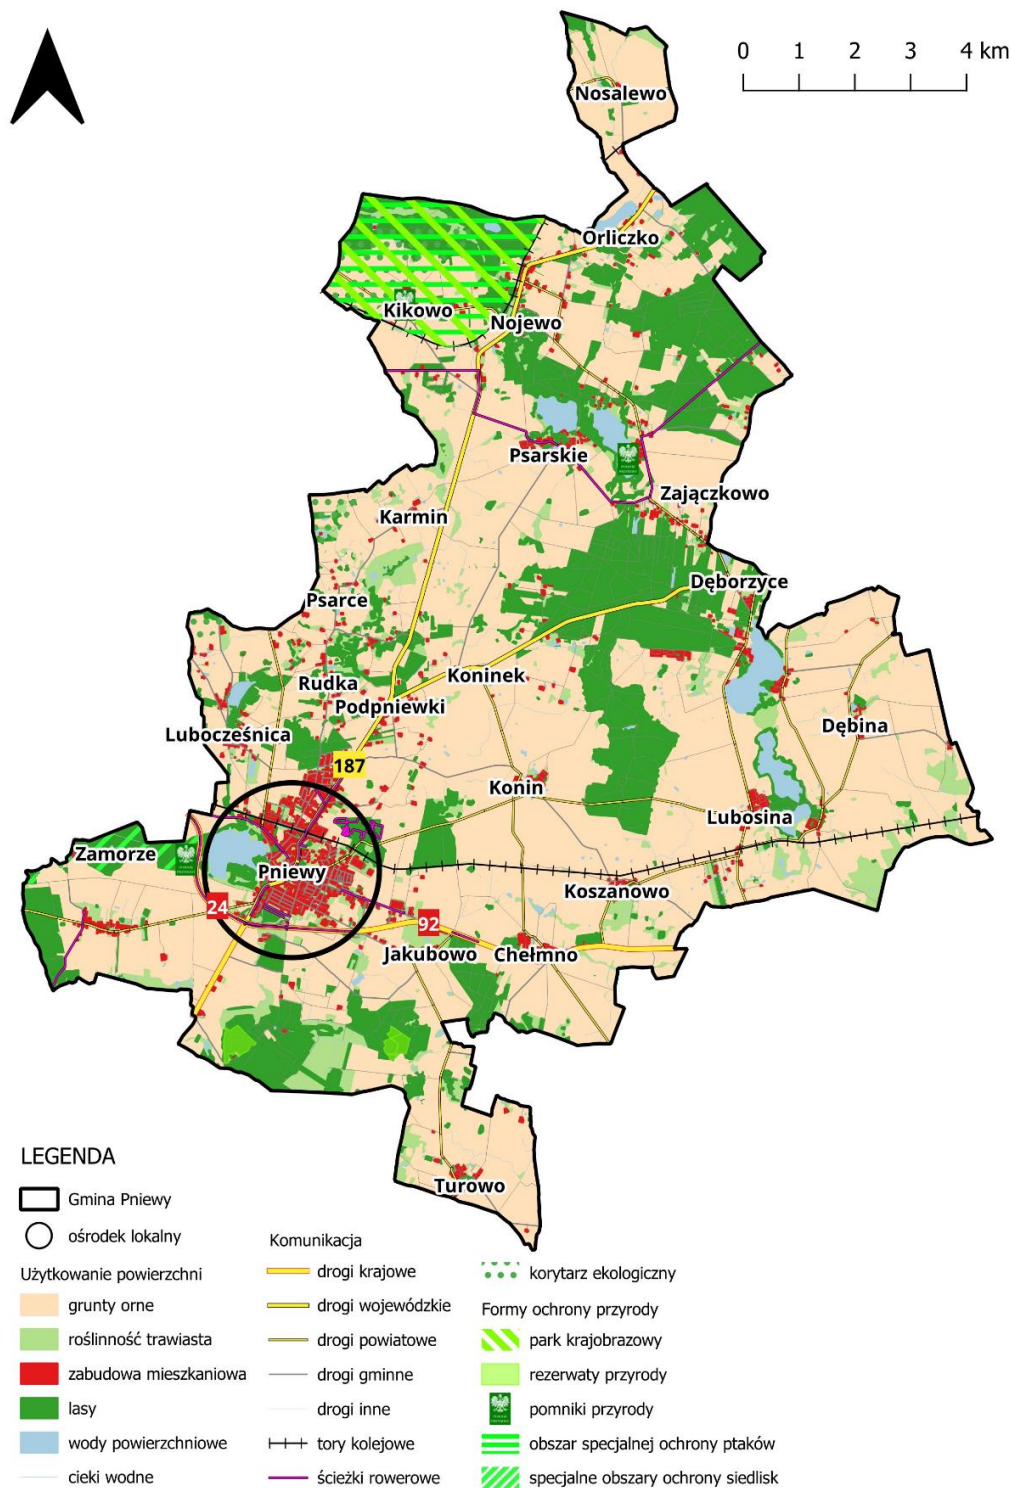 0 1 2 3 4 km
Nosalewo
Orliczko
Kikowo
Nojewo
Psarskie
Zajączkowo
Karmin
Dęborzyce
Psarce
Koninek
Rudka
Podpniewki
Dębina
Lubocześnica
187
Konin
Lubosina
Zamorze
Pniewy
Koszanowo
24
92
Jakubowo
Chełmno
Turowo
LEGENDA
Gmina Pniewy
ośrodek lokalny
Użytkowanie powierzchni
grunty orne
roślinność trawiasta
zabudowa mieszkaniowa
lasy
wody powierzchniowe
cieki wodne
Komunikacja
drogi krajowe
drogi wojewódzkie
drogi powiatowe
drogi gminne
drogi inne
tory kolejowe
ścieżki rowerowe
korytarz ekologiczny
Formy ochrony przyrody
park krajobrazowy
rezerwaty przyrody
pomniki przyrody
obszar specjalnej ochrony ptaków
specjalne obszary ochrony siedlisk